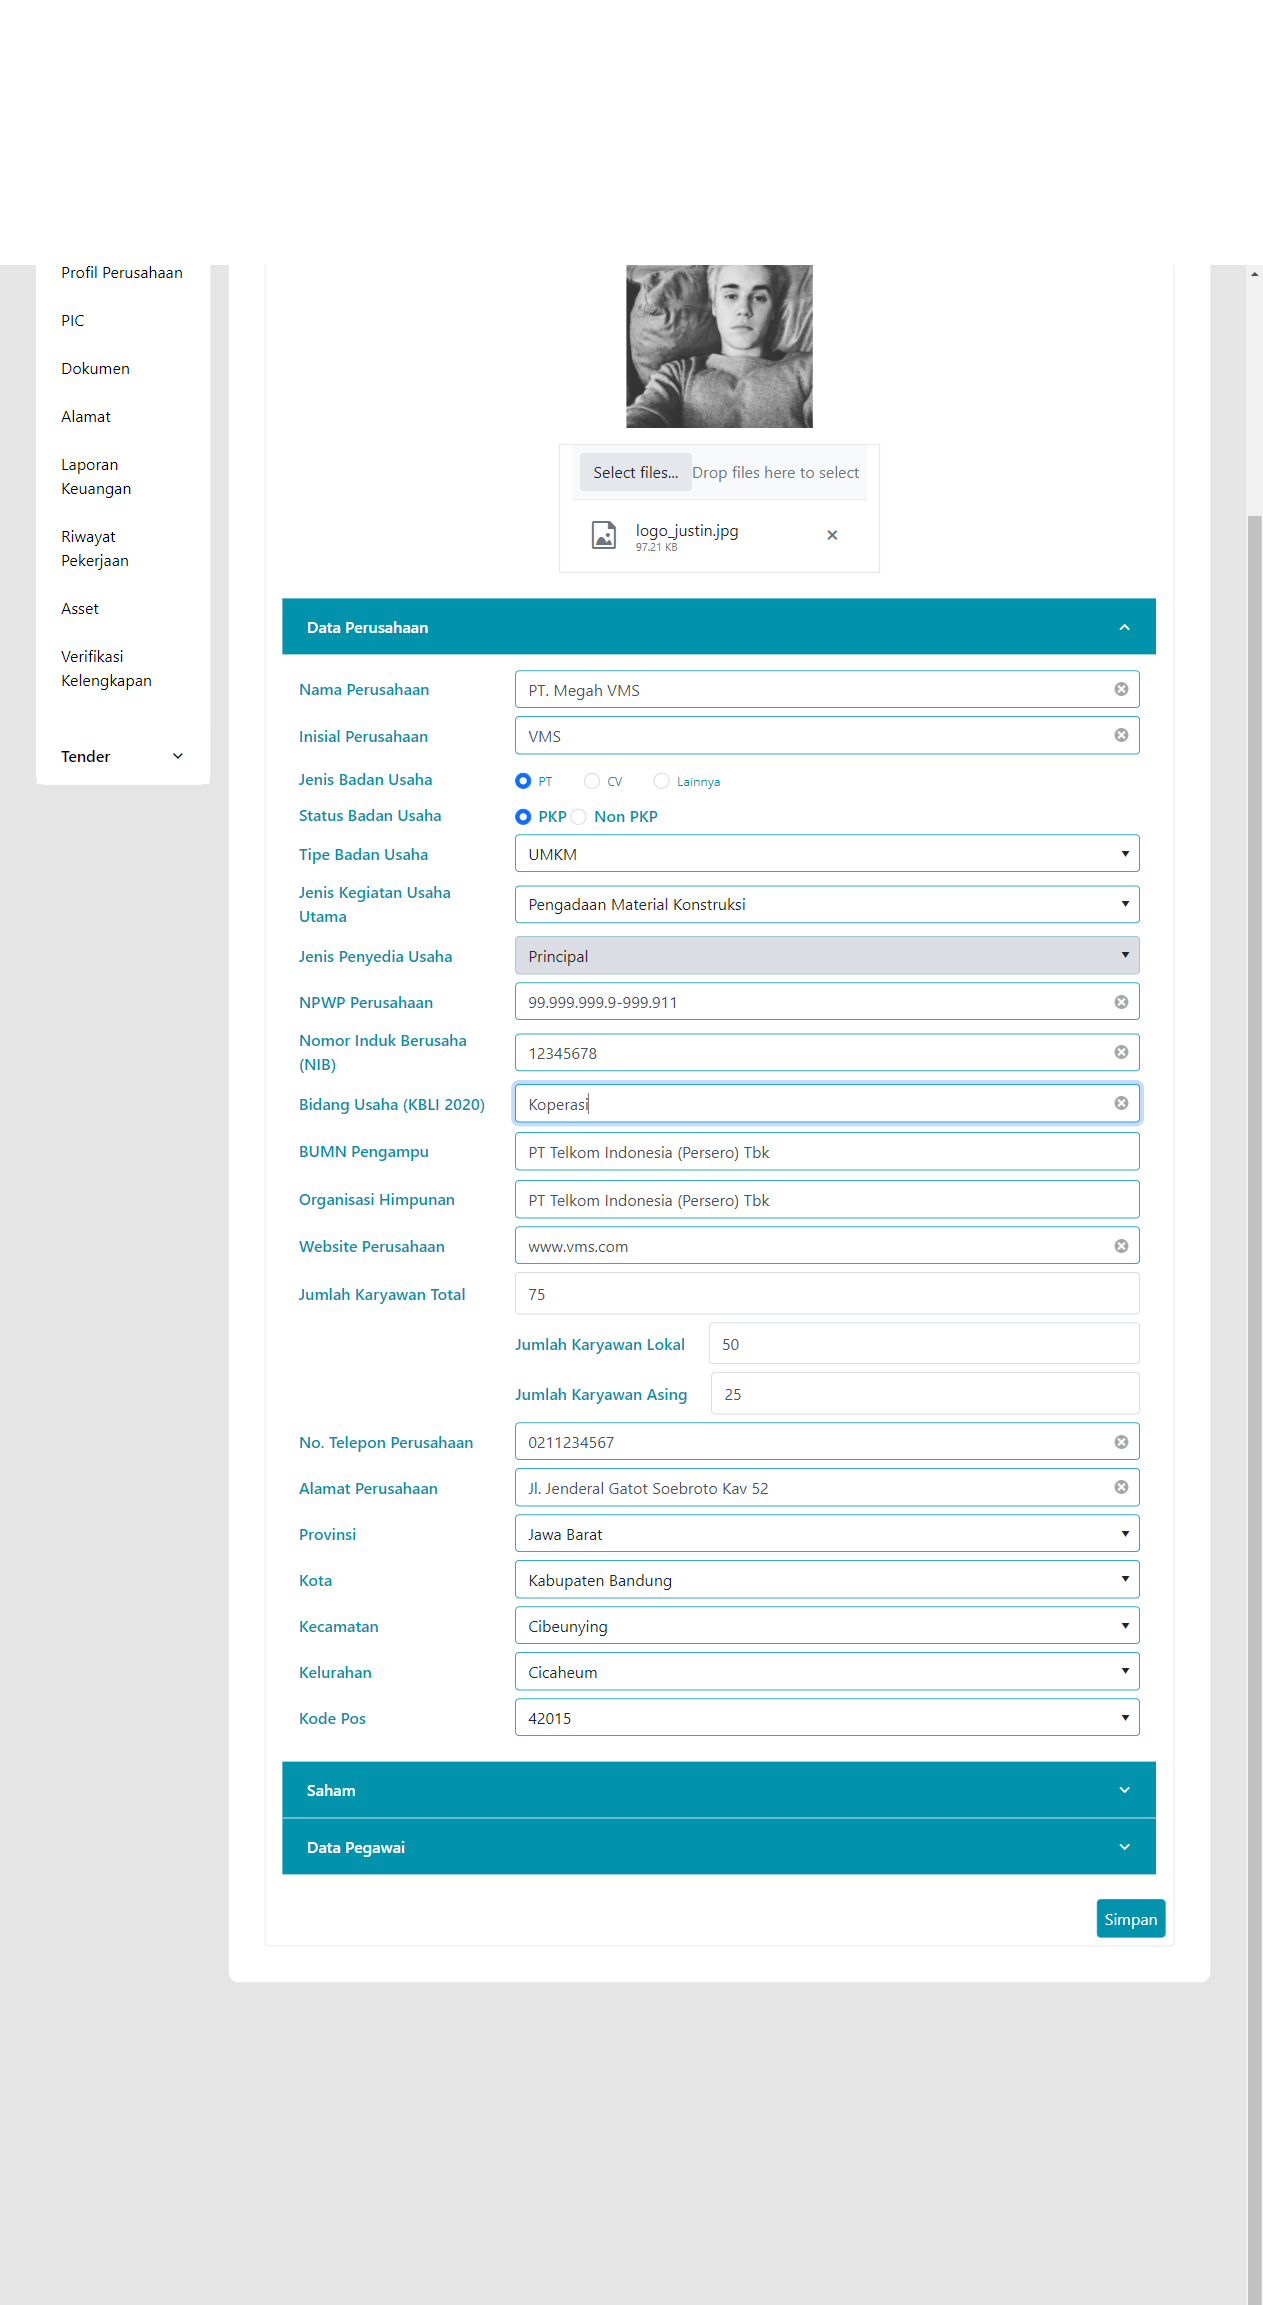 Profil Perusahaan
PIC
Dokumen
Alamat
Laporan
Keuangan
Riwayat
Pekerjaan
Asset
Verifikasi
Kelengkapan
Tender
Select files... Drop files here to select
logo_justin.jpg
97.21 KB
Data Perusahaan
Nama Perusahaan PT. Megah VMS
Inisial Perusahaan VMS
Jenis Badan Usaha PT CV Lainnya
Status Badan Usaha PKP Non PKP
Tipe Badan Usaha UMKM
Jenis Kegiatan Usaha
Utama
Pengadaan Material Konstruksi
Jenis Penyedia Usaha Principal
NPWP Perusahaan 99.999.999.9-999.911
Nomor Induk Berusaha
(NIB)
12345678
Bidang Usaha (KBLI 2020) Koperasi
BUMN Pengampu PT Telkom Indonesia (Persero) Tbk
Organisasi Himpunan PT Telkom Indonesia (Persero) Tbk
Website Perusahaan www.vms.com
Jumlah Karyawan Total 75
Jumlah Karyawan Lokal 50
Jumlah Karyawan Asing 25
No. Telepon Perusahaan 0211234567
Alamat Perusahaan Jl. Jenderal Gatot Soebroto Kav 52
Provinsi Jawa Barat
Kota Kabupaten Bandung
Kecamatan Cibeunying
Kelurahan Cicaheum
Kode Pos 42015
Saham
Data Pegawai
Simpan